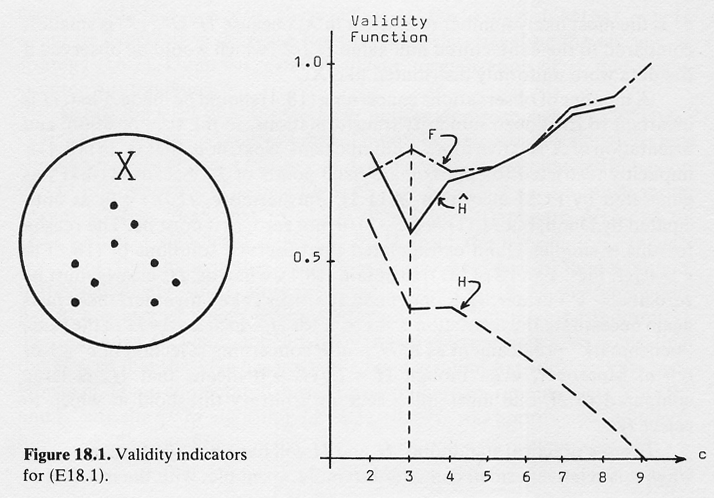 Validity
Function
1.0
X
F
Ĥ
0.5
H
2 3 4 5 6 7 8 9 c
Figure 18.1. Validity indicators
for (E18.1).